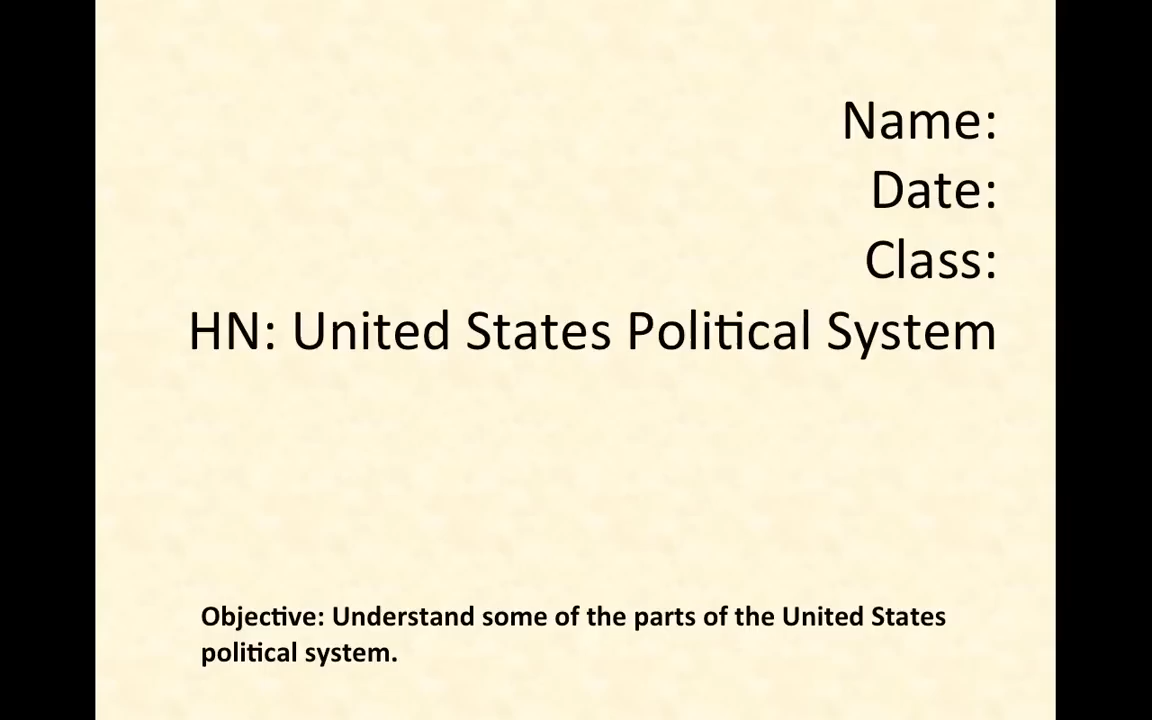 Name:
Date:
Class:
HN: United States Political System
Objective: Understand some of the parts of the United States
political system.